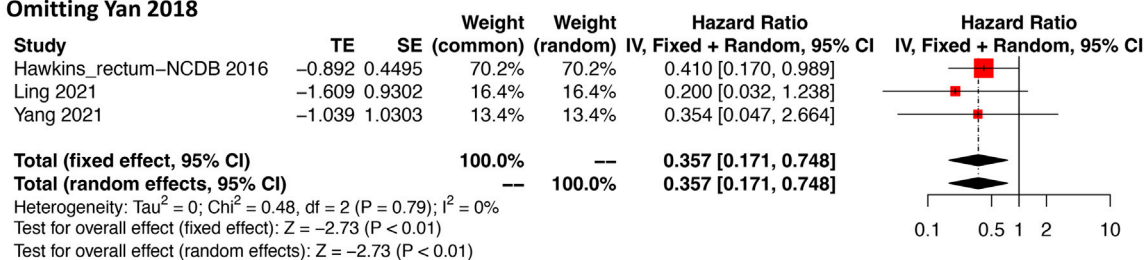 Omitting Yan 2018
Weight Weight Hazard Ratio Hazard Ratio
Study TE SE (common) (random) IV, Fixed + Random, 95% CI IV, Fixed + Random, 95% CI
Hawkins_rectum−NCDB 2016 −0.892 0.4495 70.2% 70.2% 0.410 [0.170, 0.989]
Ling 2021 −1.609 0.9302 16.4% 16.4% 0.200 [0.032, 1.238]
Yang 2021 −1.039 1.0303 13.4% 13.4% 0.354 [0.047, 2.664]
Total (fixed effect, 95% CI) 100.0% −− 0.357 [0.171, 0.748]
Total (random effects, 95% CI) −− 100.0% 0.357 [0.171, 0.748]
Heterogeneity: Tau² = 0; Chi² = 0.48, df = 2 (P = 0.79); I² = 0%
Test for overall effect (fixed effect): Z = −2.73 (P < 0.01)
0.1 0.5 1 2 10
Test for overall effect (random effects): Z = −2.73 (P < 0.01)